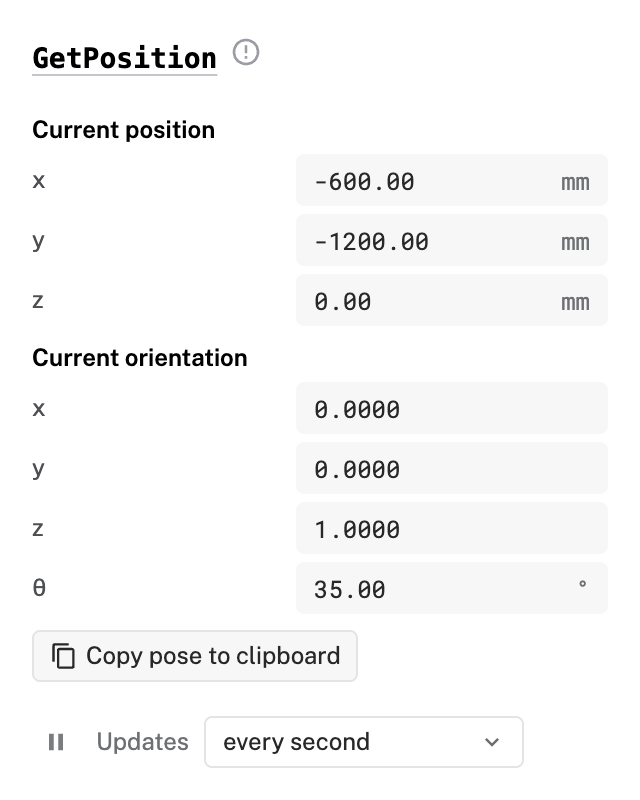 GetPosition
Current position
x -600.00 mm
y -1200.00 mm
z 0.00 mm
Current orientation
x 0.0000
y 0.0000
z 1.0000
θ 35.00 °
Copy pose to clipboard
Updates every second